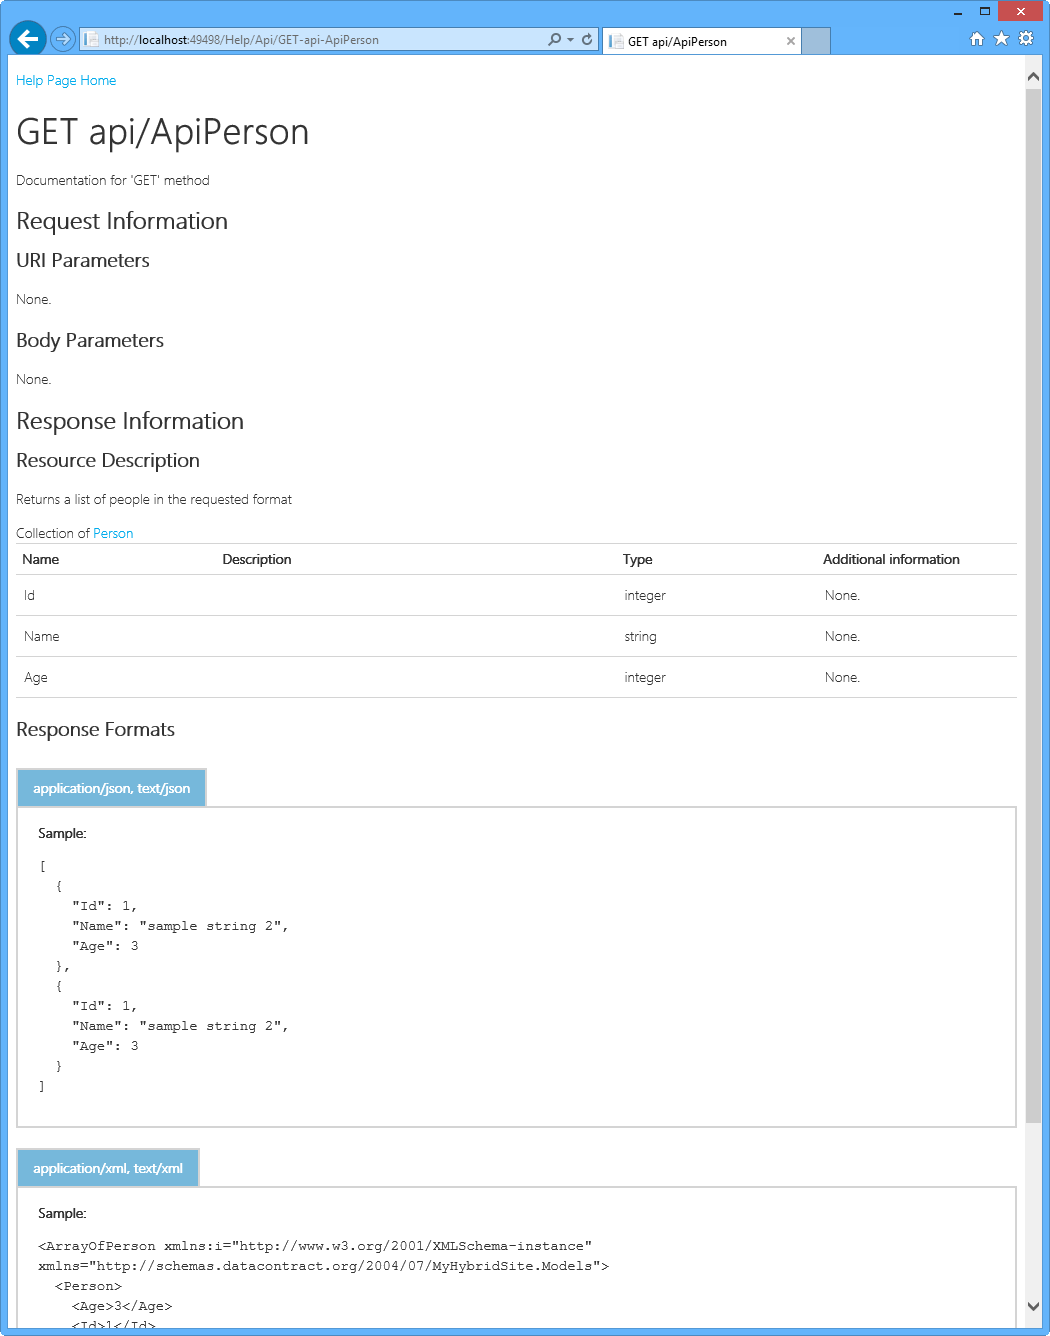 http://localhost:49498/Help/Api/GET-api-ApiPerson
GET api/ApiPerson
Help Page Home
GET api/ApiPerson
Documentation for 'GET' method
Request Information
URI Parameters
None.
Body Parameters
None.
Response Information
Resource Description
Returns a list of people in the requested format
Collection of Person
Name Description Type Additional information
Id integer None.
Name string None.
Age integer None.
Response Formats
application/json, text/json
Sample:
[
  {
    "Id": 1,
    "Name": "sample string 2",
    "Age": 3
  },
  {
    "Id": 1,
    "Name": "sample string 2",
    "Age": 3
  }
]
application/xml, text/xml
Sample:
<ArrayOfPerson xmlns:i="http://www.w3.org/2001/XMLSchema-instance"
xmlns="http://schemas.datacontract.org/2004/07/MyHybridSite.Models">
  <Person>
    <Age>3</Age>
    <Id>1</Id>